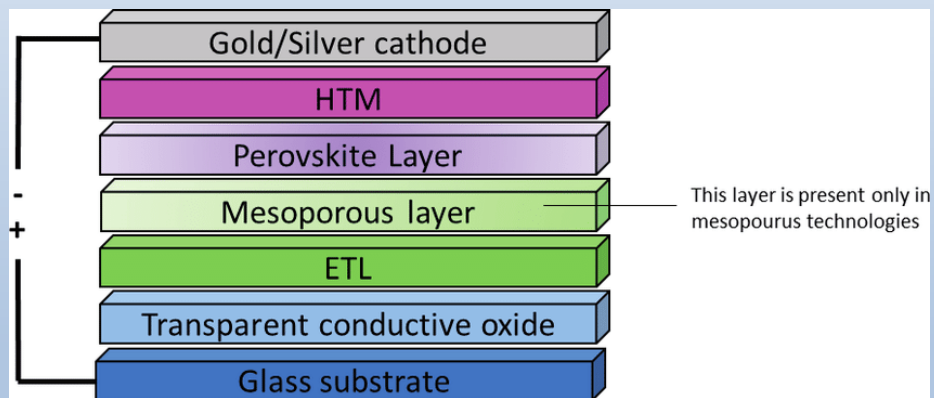 Gold/Silver cathode
HTM
Perovskite Layer
Mesoporous layer
This layer is present only in
mesopourus technologies
-
+
ETL
Transparent conductive oxide
Glass substrate